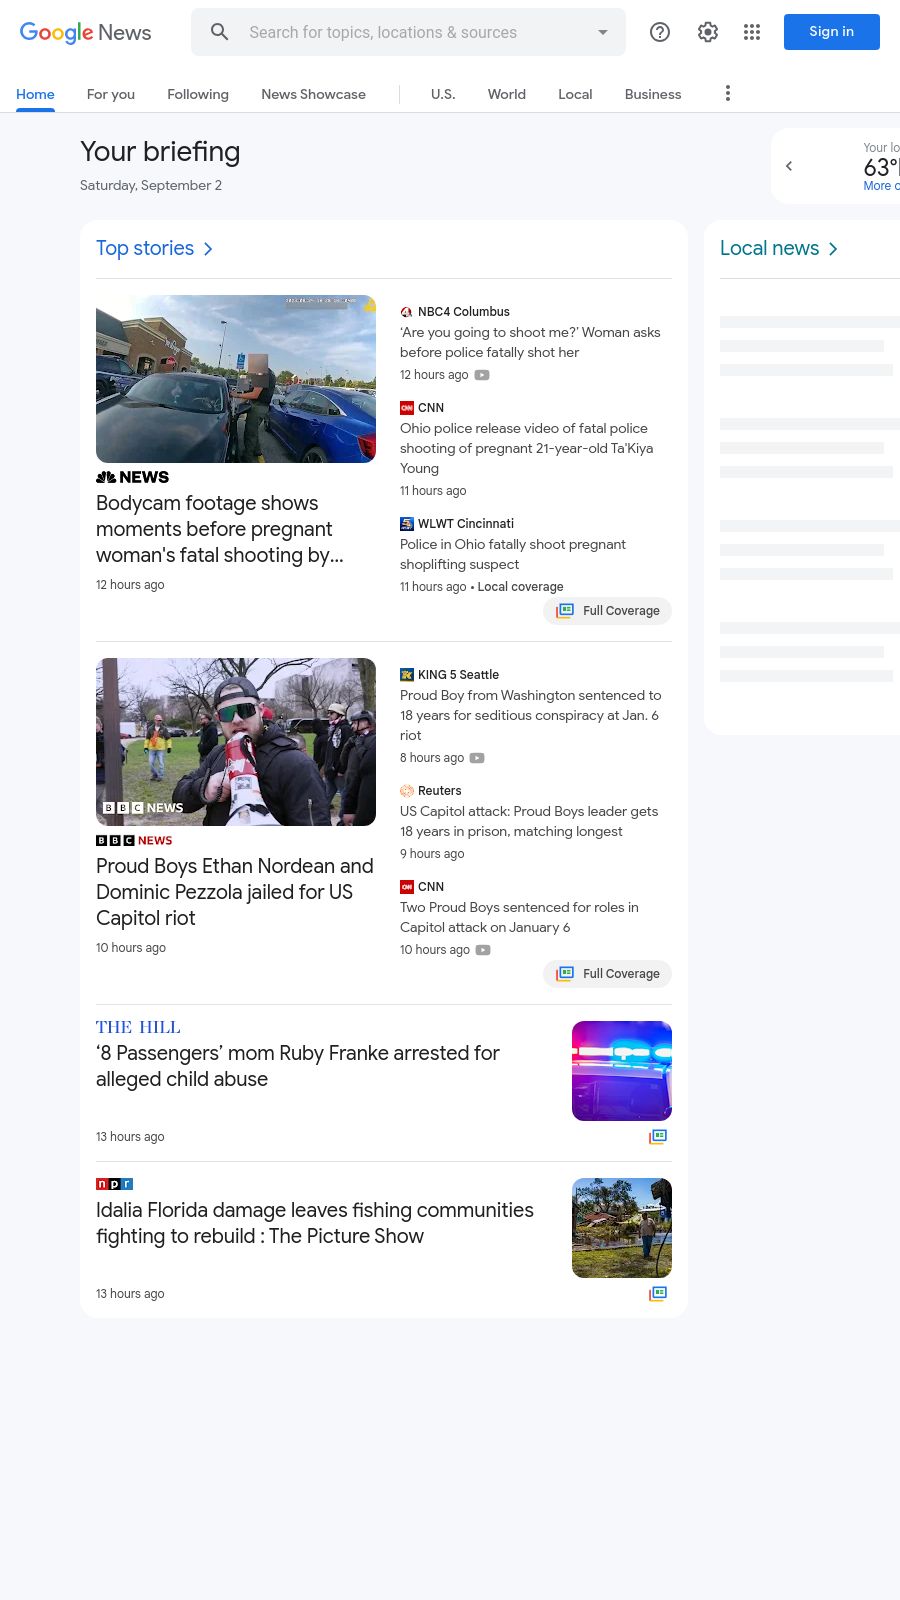 Google News
Search for topics, locations & sources
Sign in
Home
For you
Following
News Showcase
U.S.
World
Local
Business
Your briefing
Saturday, September 2
63°
Top stories
NEWS
Bodycam footage shows
moments before pregnant
woman's fatal shooting by...
12 hours ago
NBC4 Columbus
‘Are you going to shoot me?’ Woman asks
before police fatally shot her
12 hours ago
CNN
Ohio police release video of fatal police
shooting of pregnant 21-year-old Ta'Kiya
Young
11 hours ago
WLWT Cincinnati
Police in Ohio fatally shoot pregnant
shoplifting suspect
11 hours ago • Local coverage
Full Coverage
BBC NEWS
BBC NEWS
Proud Boys Ethan Nordean and
Dominic Pezzola jailed for US
Capitol riot
10 hours ago
KING 5 Seattle
Proud Boy from Washington sentenced to
18 years for seditious conspiracy at Jan. 6
riot
8 hours ago
Reuters
US Capitol attack: Proud Boys leader gets
18 years in prison, matching longest
9 hours ago
CNN
Two Proud Boys sentenced for roles in
Capitol attack on January 6
10 hours ago
Full Coverage
THE HILL
‘8 Passengers’ mom Ruby Franke arrested for
alleged child abuse
13 hours ago
npr
Idalia Florida damage leaves fishing communities
fighting to rebuild : The Picture Show
13 hours ago
Your
More
Local news